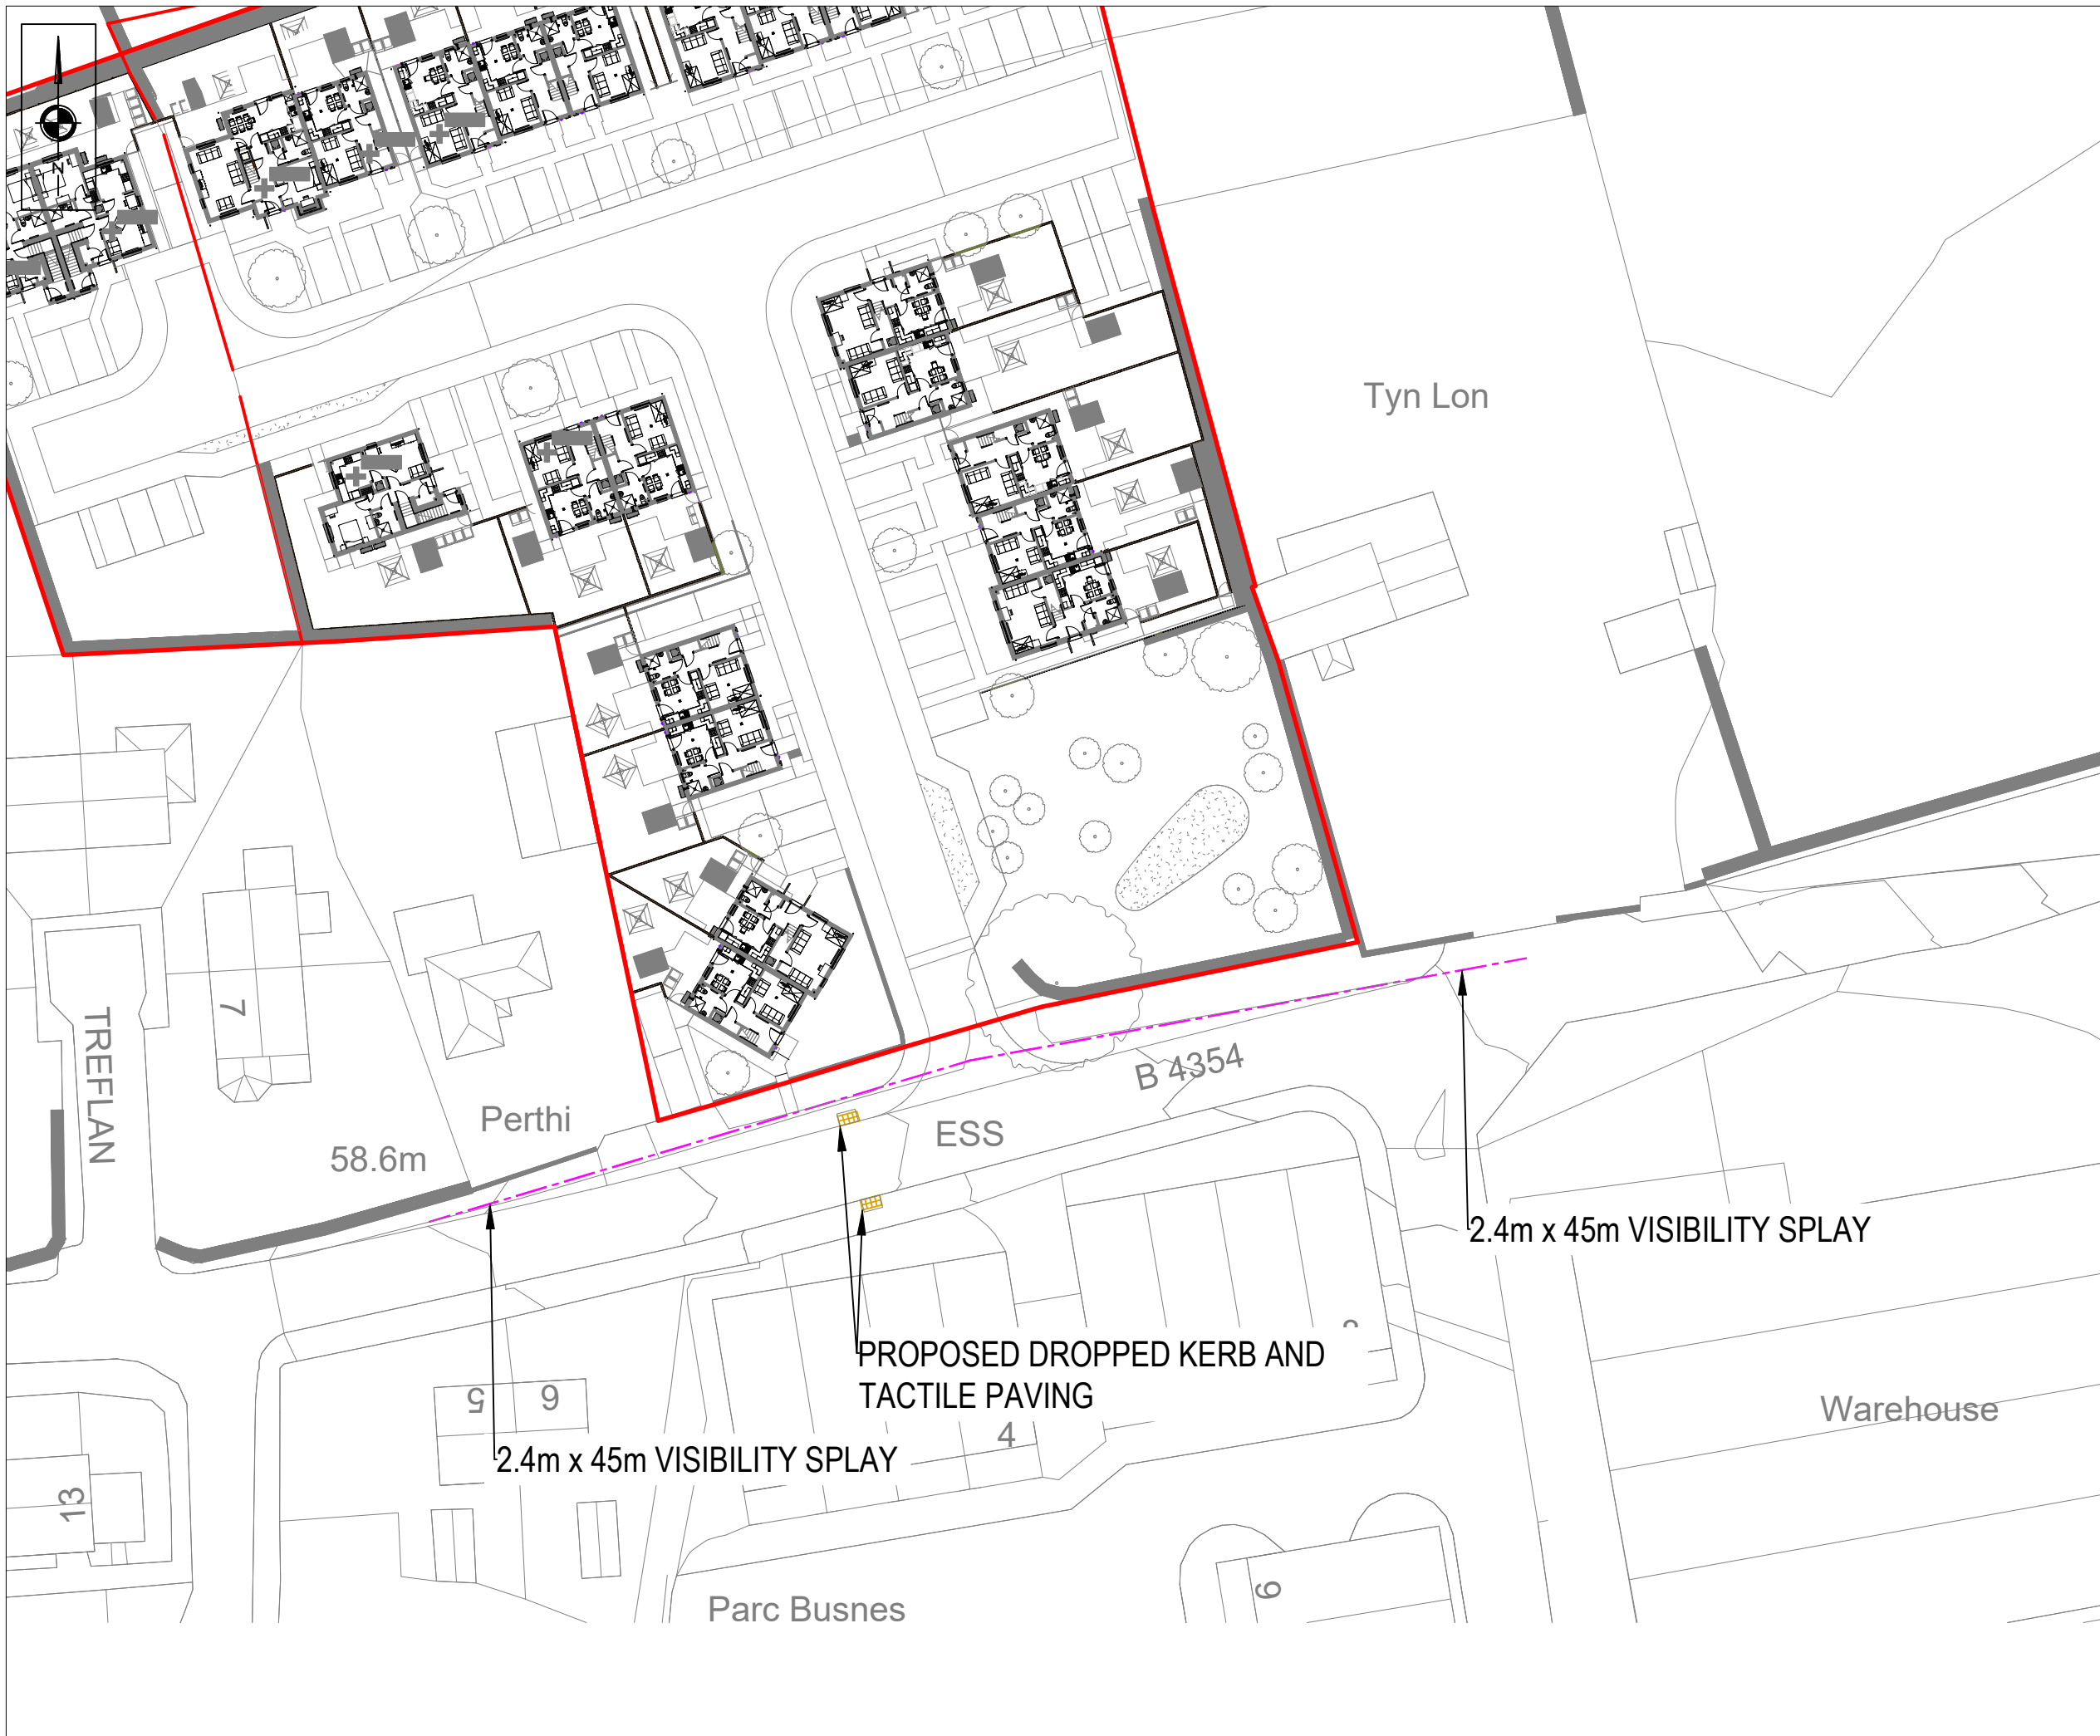 N
Tyn Lon
7
TREFLAN
Perthi
58.6m
B 4354
ESS
2.4m x 45m VISIBILITY SPLAY
PROPOSED DROPPED KERB AND
TACTILE PAVING
5
6
4
2.4m x 45m VISIBILITY SPLAY
Warehouse
13
Parc Busnes